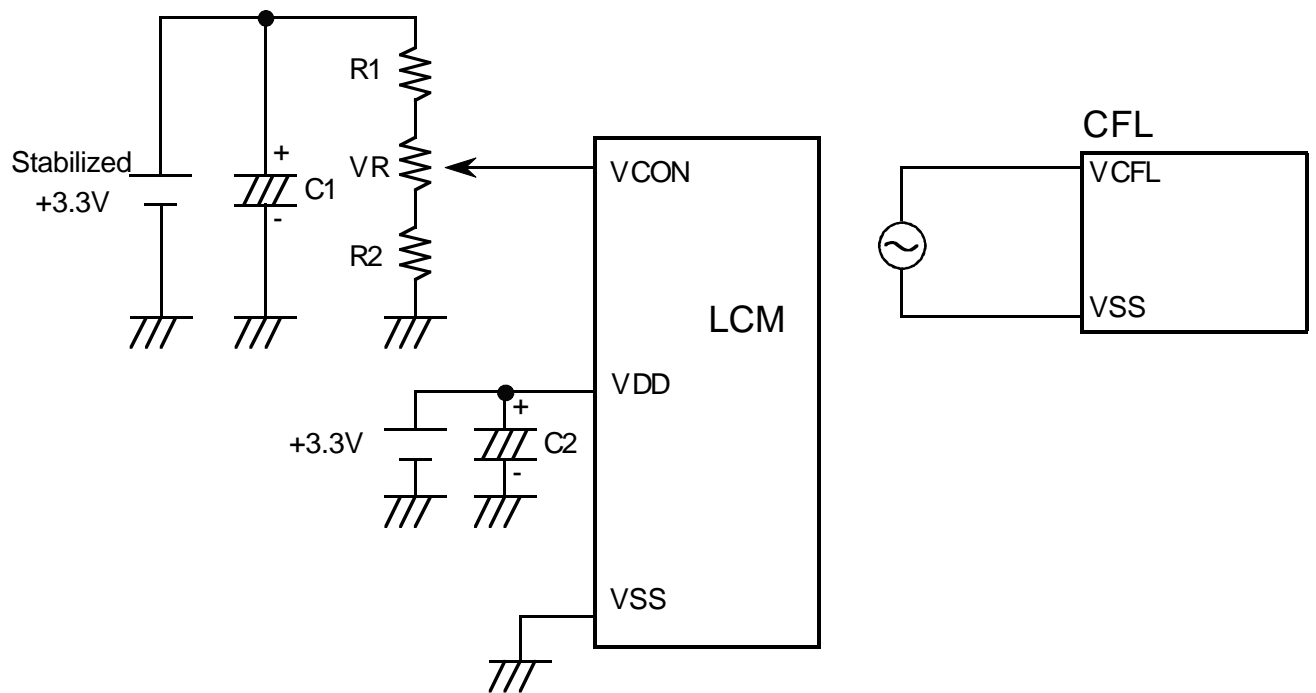 R1
Stabilized
+3.3V
+
C1
-
VR
R2
VCON
LCM
VDD
+3.3V
+
C2
-
VSS
CFL
VCFL
VSS